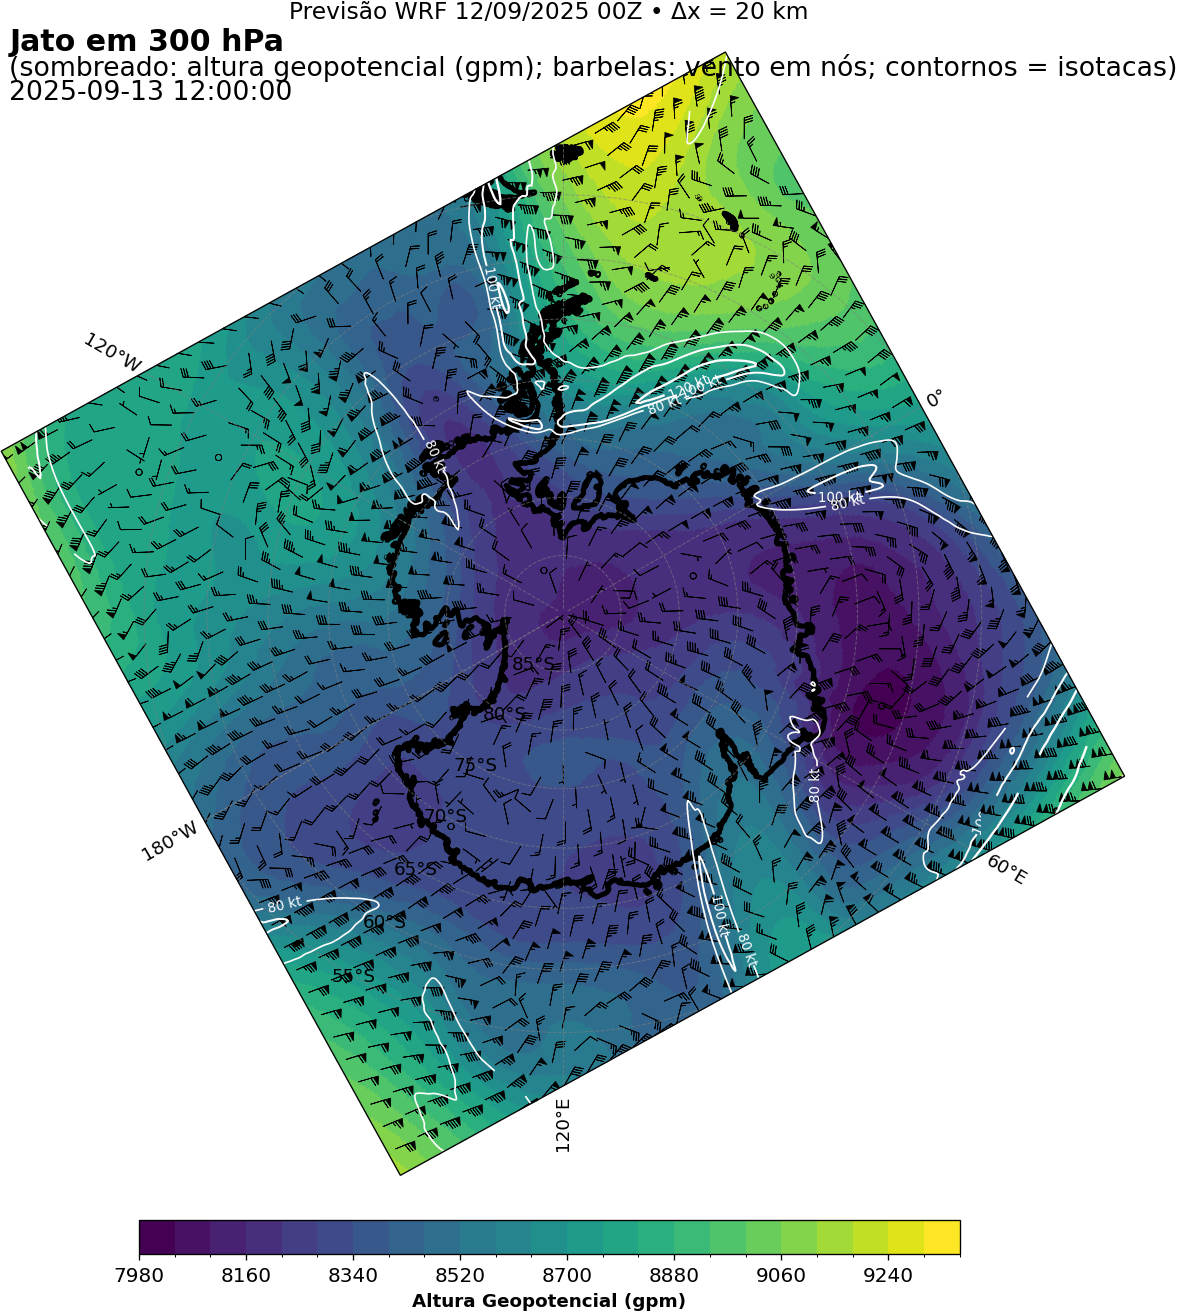 Previsão WRF 12/09/2025 00Z • Δx = 20 km
Jato em 300 hPa
(sombreado: altura geopotencial (gpm); barbelas: vento em nós; contornos = isotacas)
2025-09-13 12:00:00
120°W
100 kt
120 kt
80 kt
0°
80 kt
100 kt
80 kt
85°S
80°S
75°S
80 kt
70°S
180°W
65°S
60°E
80 kt
100 kt
60°S
80 kt
55°S
120°E
7980 8160 8340 8520 8700 8880 9060 9240
Altura Geopotencial (gpm)